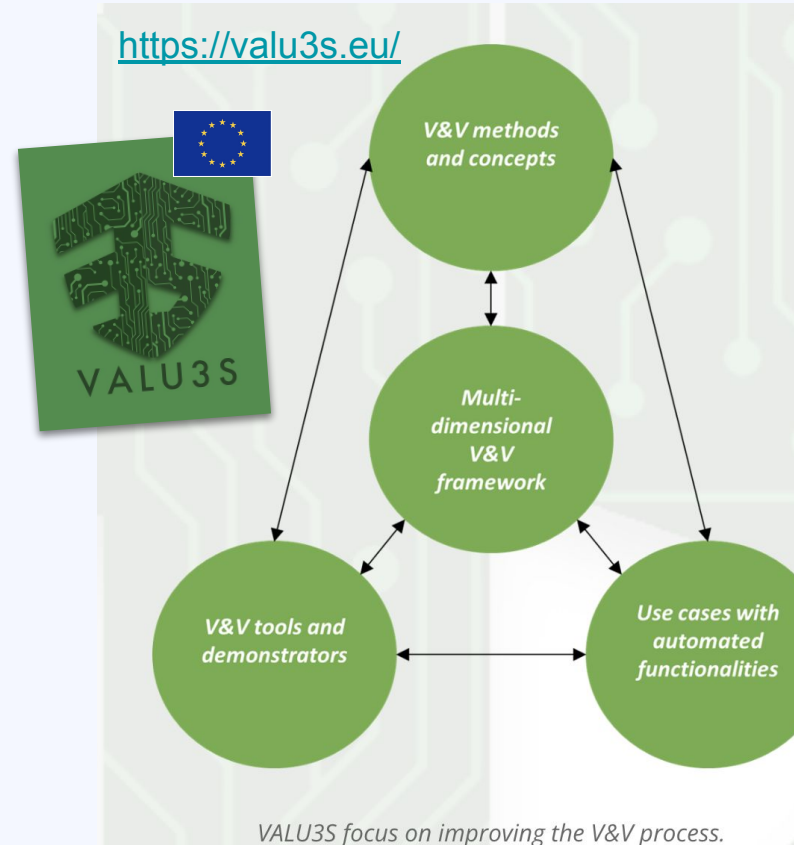 https://valu3s.eu/
V&V methods
and concepts
VALU3S
Multi-
dimensional
V&V
framework
V&V tools and
demonstrators
Use cases with
automated
functionalities
VALU3S focus on improving the V&V process.